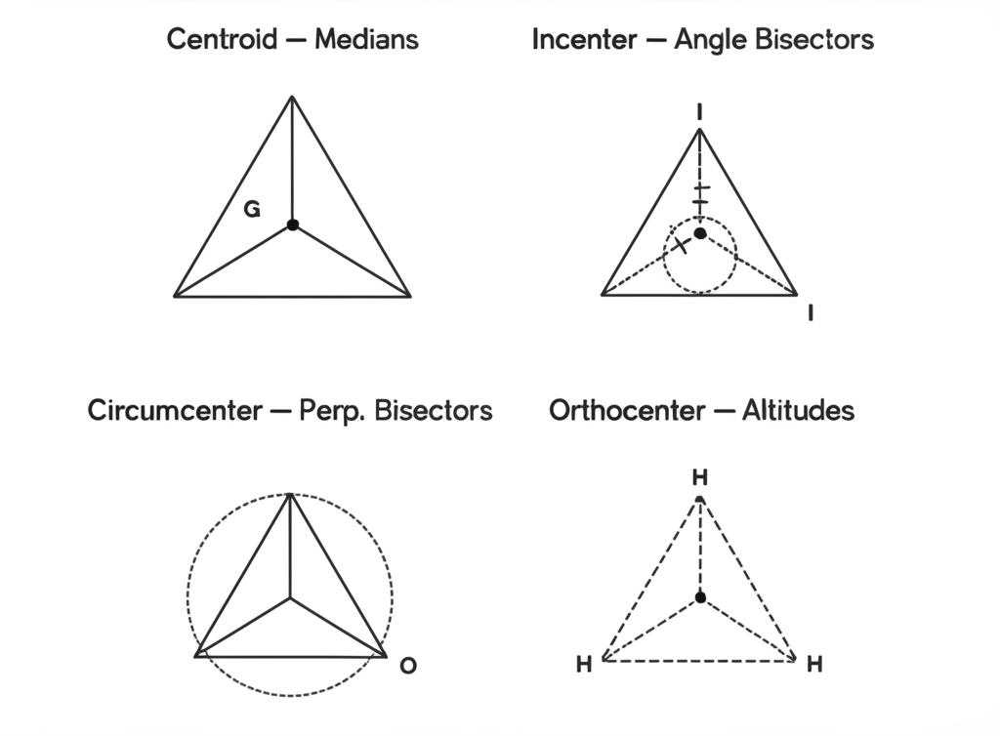 Centroid – Medians
Incenter – Angle Bisectors
I
G
I
Circumcenter – Perp. Bisectors
Orthocenter – Altitudes
H
O
H H